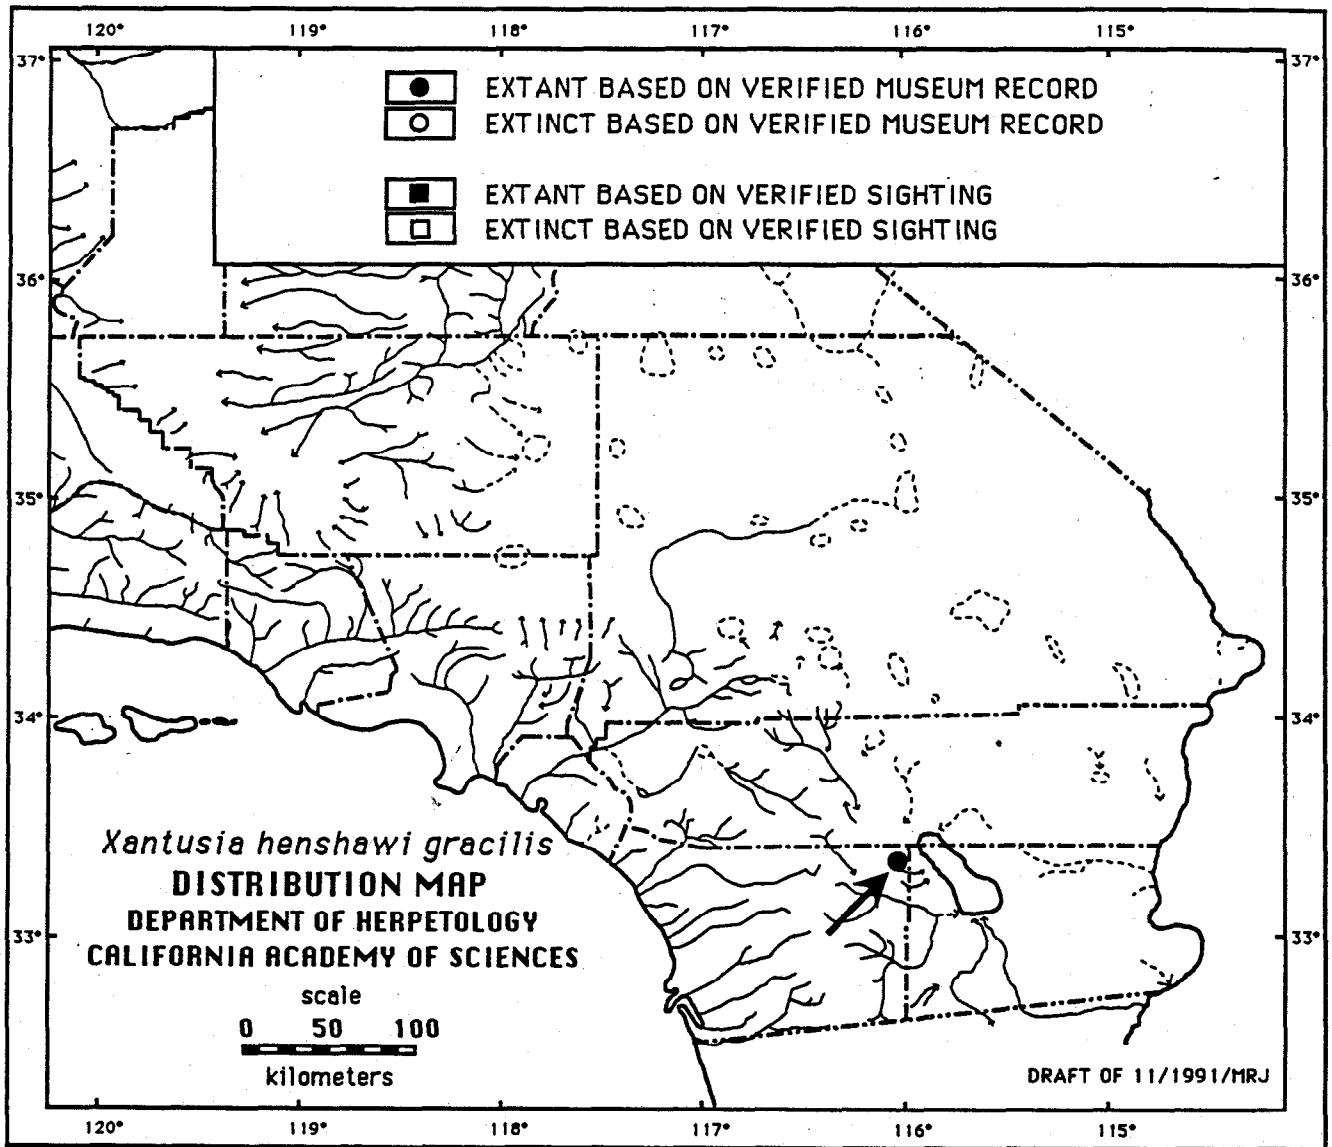 120° 119° 118° 117° 116° 115°
37° 37°
EXTANT BASED ON VERIFIED MUSEUM RECORD
EXTINCT BASED ON VERIFIED MUSEUM RECORD
EXTANT BASED ON VERIFIED SIGHTING
EXTINCT BASED ON VERIFIED SIGHTING
36° 36°
35° 35°
34° 34°
Xantusia henshawi gracilis
DISTRIBUTION MAP
DEPARTMENT OF HERPETOLOGY
CALIFORNIA ACADEMY OF SCIENCES
33° 33°
scale
0 50 100
kilometers
DRAFT OF 11/1991/MRJ
120° 119° 118° 117° 116° 115°